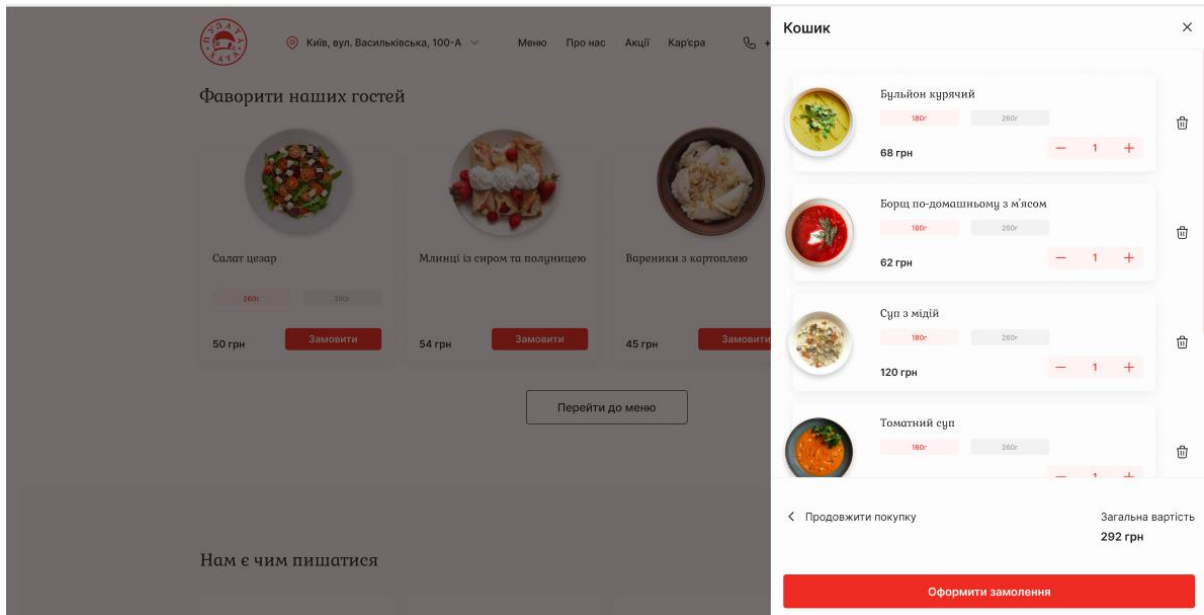 ПУЗАТА ХАТА
Київ, вул. Васильківська, 100-А
Меню Про нас Акції Кар'єра +
Фаворити наших гостей
Салат цезар
260г 350г
50 грн Замовити
Млинці із сиром та полуницею
54 грн Замовити
Вареники з картоплею
45 грн Замовити
Перейти до меню
Нам є чим пишатися
Кошик
Бульйон курячий
180г 260г
68 грн − 1 +
Борщ по-домашньому з м'ясом
180г 260г
62 грн − 1 +
Суп з мідій
180г 260г
120 грн − 1 +
Томатний суп
180г 260г
− 1 +
Продовжити покупку
Загальна вартість
292 грн
Оформити замолення